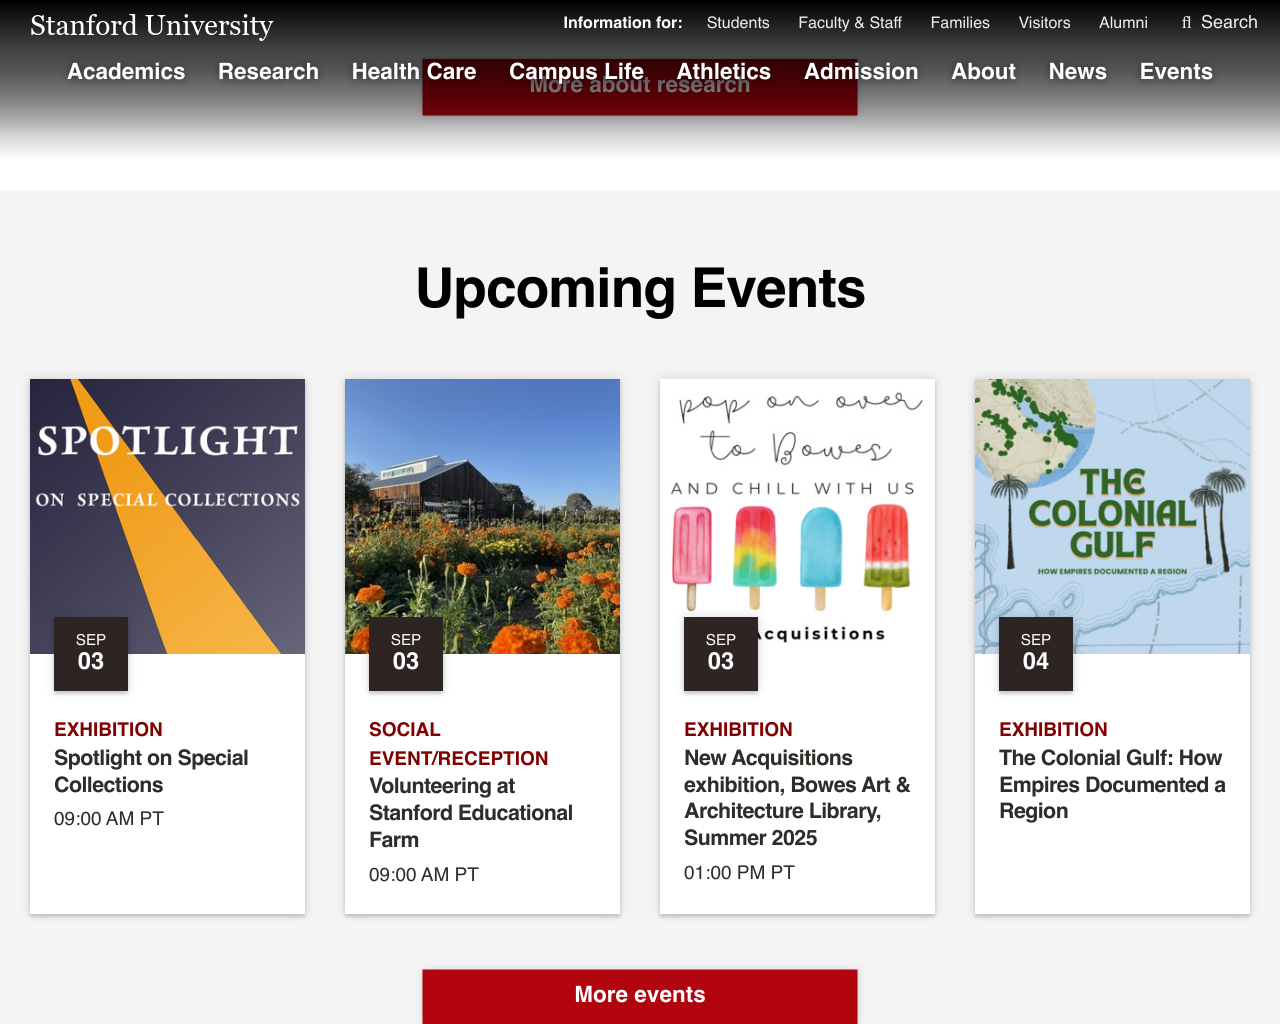 Stanford University
Information for: Students Faculty & Staff Families Visitors Alumni Search
Academics Research Health Care Campus Life Athletics Admission About News Events
More about research
Upcoming Events
SPOTLIGHT
ON SPECIAL COLLECTIONS
SEP
03
EXHIBITION
Spotlight on Special
Collections
09:00 AM PT
SEP
03
SOCIAL
EVENT/RECEPTION
Volunteering at
Stanford Educational
Farm
09:00 AM PT
pop on over
to Bowes
AND CHILL WITH US
Acquisitions
SEP
03
EXHIBITION
New Acquisitions
exhibition, Bowes Art &
Architecture Library,
Summer 2025
01:00 PM PT
THE
COLONIAL
GULF
HOW EMPIRES DOCUMENTED A REGION
SEP
04
EXHIBITION
The Colonial Gulf: How
Empires Documented a
Region
More events